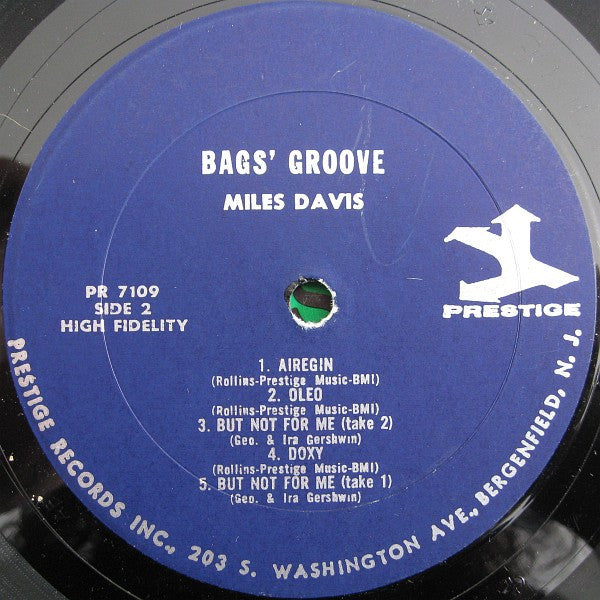 BAGS' GROOVE
MILES DAVIS
PRESTIGE
PR 7109
SIDE 2
HIGH FIDELITY
1. AIREGIN
(Rollins-Prestige Music-BMI)
2. OLEO
(Rollins-Prestige Music-BMI)
3. BUT NOT FOR ME (take 2)
(Geo. & Ira Gershwin)
4. DOXY
(Rollins-Prestige Music-BMI)
5. BUT NOT FOR ME (take 1)
(Geo. & Ira Gershwin)
PRESTIGE RECORDS INC., 203 S. WASHINGTON AVE., BERGENFIELD, N. J.